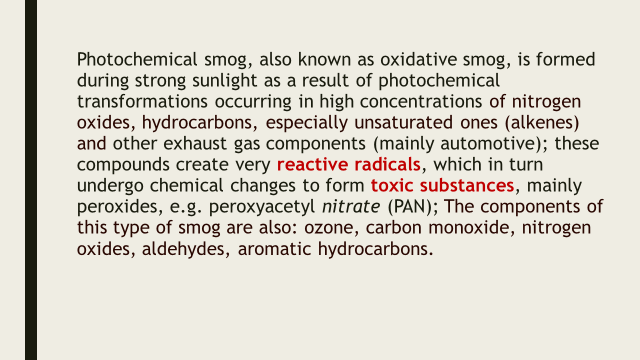 Photochemical smog, also known as oxidative smog, is formed
during strong sunlight as a result of photochemical
transformations occurring in high concentrations of nitrogen
oxides, hydrocarbons, especially unsaturated ones (alkenes)
and other exhaust gas components (mainly automotive); these
compounds create very reactive radicals, which in turn
undergo chemical changes to form toxic substances, mainly
peroxides, e.g. peroxyacetyl nitrate (PAN); The components of
this type of smog are also: ozone, carbon monoxide, nitrogen
oxides, aldehydes, aromatic hydrocarbons.